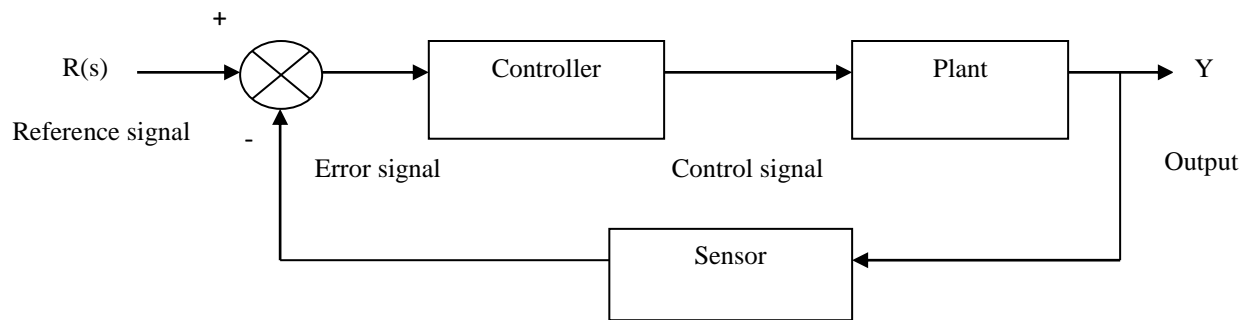 +
R(s)
Controller
Plant
Y
Reference signal
-
Error signal
Control signal
Output
Sensor